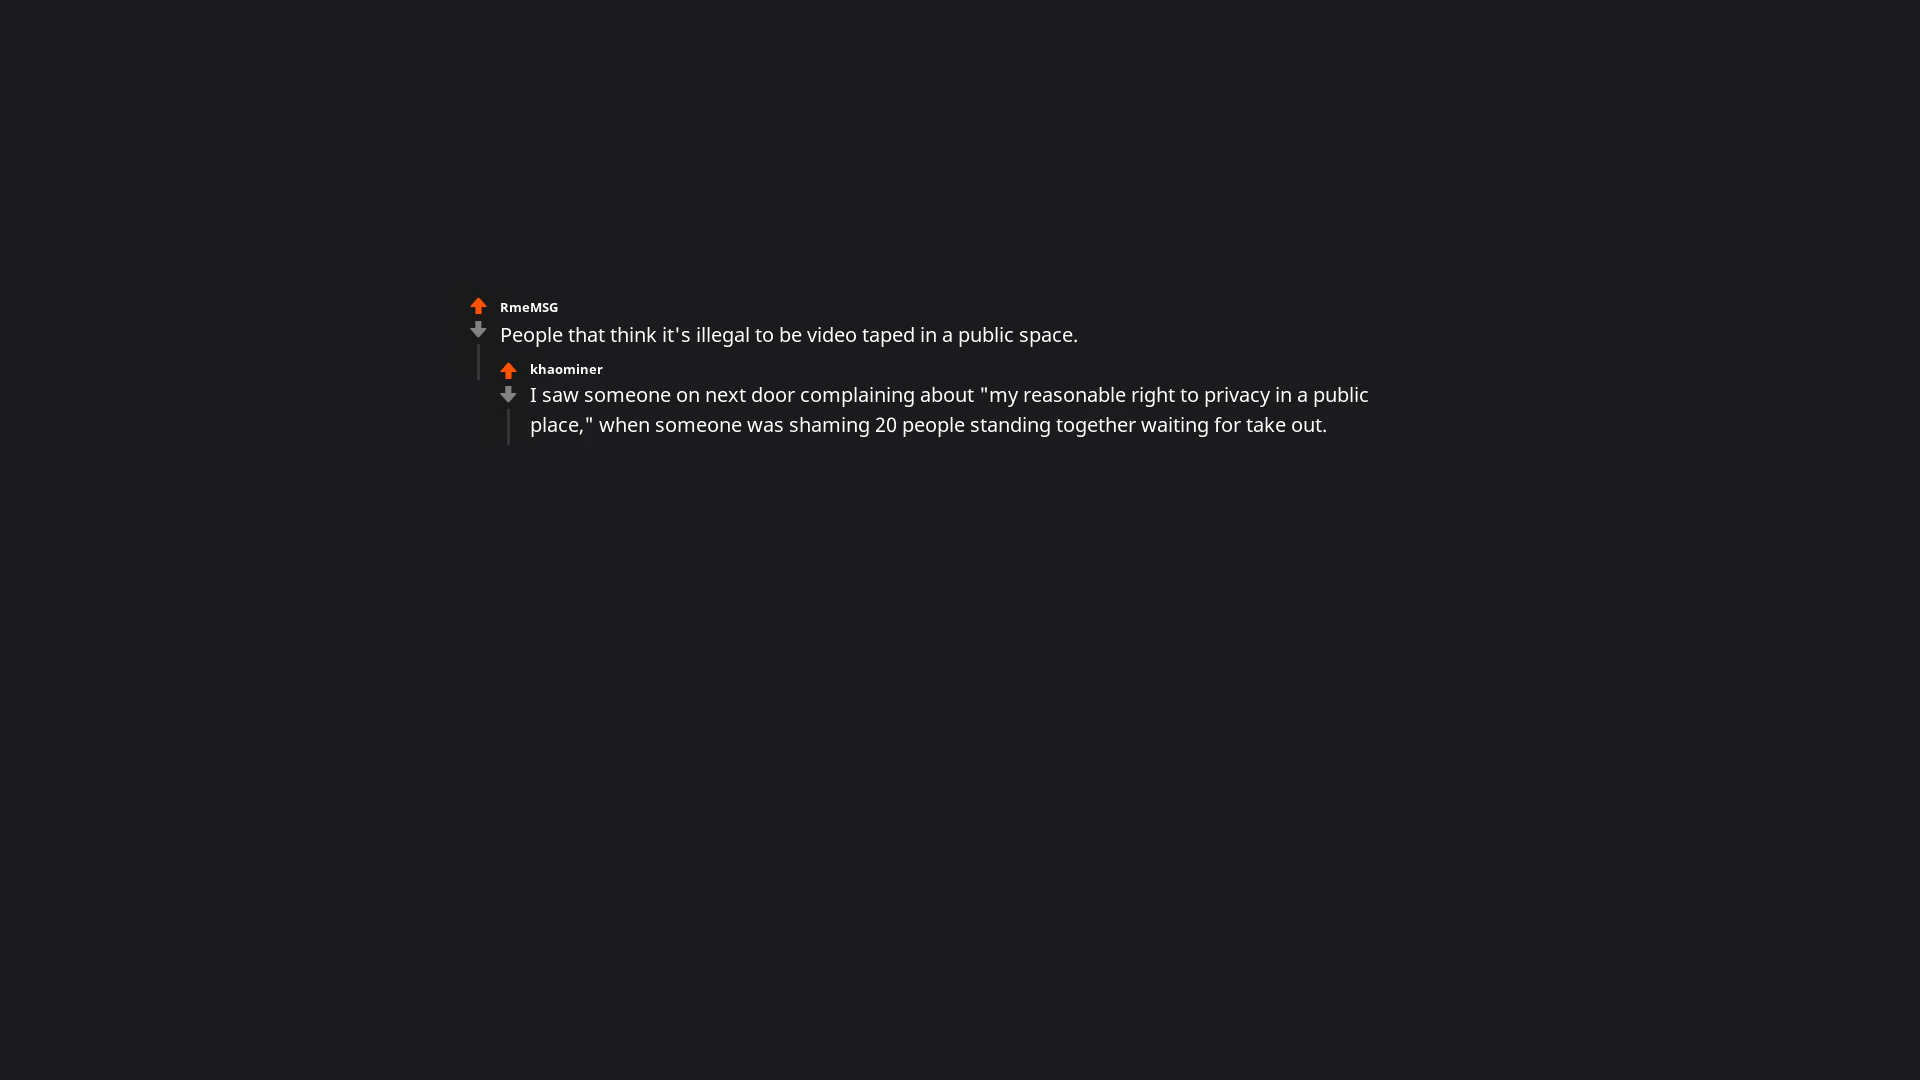 RmeMSG
People that think it's illegal to be video taped in a public space.
khaominer
I saw someone on next door complaining about "my reasonable right to privacy in a public
place," when someone was shaming 20 people standing together waiting for take out.